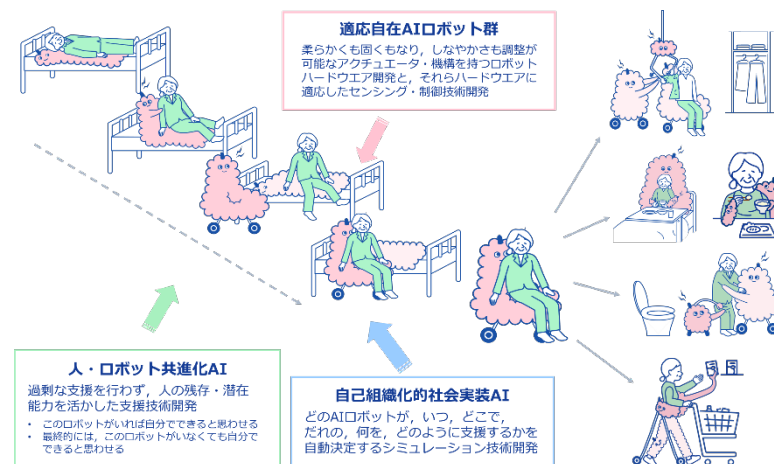 適応自在AIロボット群
柔らかくも固くもなり，しなやかさも調整が
可能なアクチュエータ・機構を持つロボット
ハードウエア開発と，それらハードウエアに
適応したセンシング・制御技術開発
人・ロボット共進化AI
過剰な支援を行わず，人の残存・潜在
能力を活かした支援技術開発
• このロボットがいれば自分でできると思わせる
• 最終的には，このロボットがいなくても自分で
できると思わせる
自己組織化的社会実装AI
どのAIロボットが，いつ，どこで，
だれの，何を，どのように支援するかを
自動決定するシミュレーション技術開発